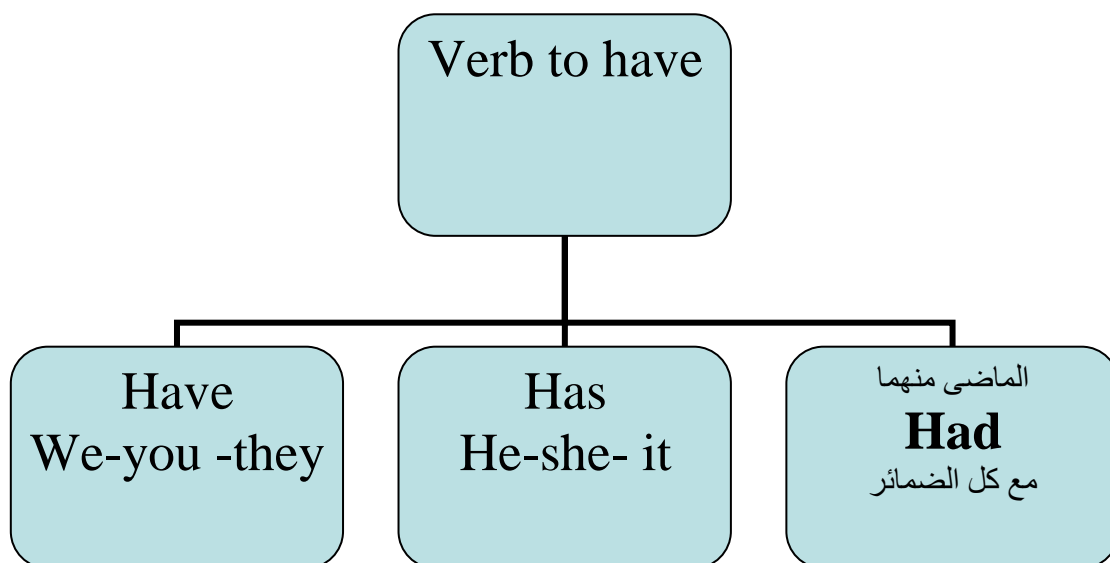 Verb to have
Have
We-you -they
Has
He-she- it
الماضى منهما
Had
مع كل الضمائر